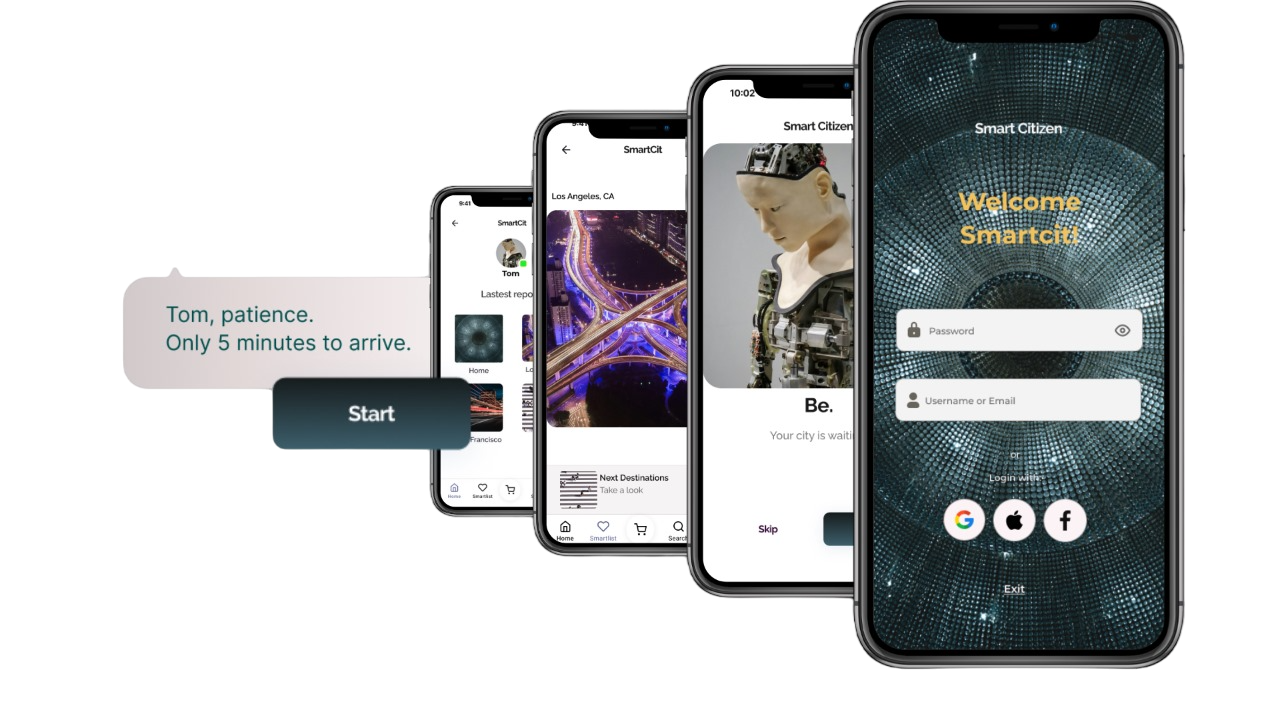 Tom, patience.
Only 5 minutes to arrive.
Start
9:41
SmartCit
Tom
Lastest repo
Home
Lo
Francisco
Home
Smartlist
9:41
SmartCit
Los Angeles, CA
Next Destinations
Take a look
Home
Smartlist
Search
10:02
Smart Citizen
Be.
Your city is waiti
Skip
Smart Citizen
Welcome
Smartcit!
Password
Username or Email
or
Login with:
Exit